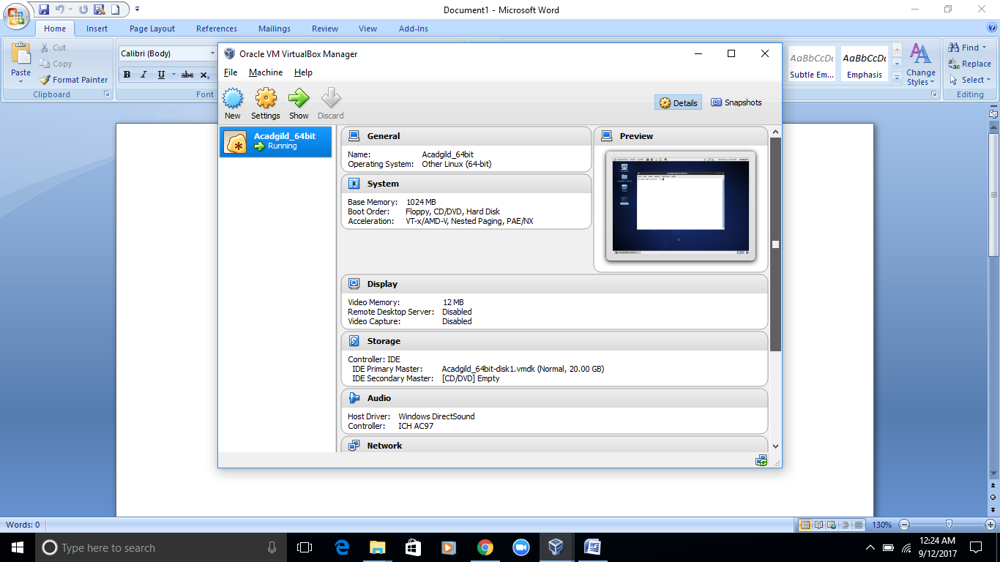 Document1 - Microsoft Word
Home Insert Page Layout References Mailings Review View Add-Ins
Paste
Cut
Copy
Format Painter
Clipboard
Calibri (Body)
B I U abc x₂
Font
AaBbCcDc AaBbCcDc
Subtle Em... Emphasis
Change
Styles
Find
Replace
Select
Editing
Oracle VM VirtualBox Manager
File Machine Help
New Settings Show Discard
Details Snapshots
Acadgild_64bit
Running
General
Name: Acadgild_64bit
Operating System: Other Linux (64-bit)
System
Base Memory: 1024 MB
Boot Order: Floppy, CD/DVD, Hard Disk
Acceleration: VT-x/AMD-V, Nested Paging, PAE/NX
Preview
Display
Video Memory: 12 MB
Remote Desktop Server: Disabled
Video Capture: Disabled
Storage
Controller: IDE
IDE Primary Master: Acadgild_64bit-disk1.vmdk (Normal, 20.00 GB)
IDE Secondary Master: [CD/DVD] Empty
Audio
Host Driver: Windows DirectSound
Controller: ICH AC97
Network
Words: 0
130%
Type here to search
12:24 AM
9/12/2017